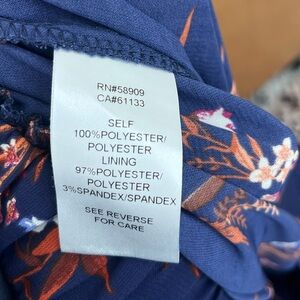 RN#58909
CA#61133
SELF
100%POLYESTER/
POLYESTER
LINING
97%POLYESTER/
POLYESTER
3%SPANDEX/SPANDEX
SEE REVERSE
FOR CARE